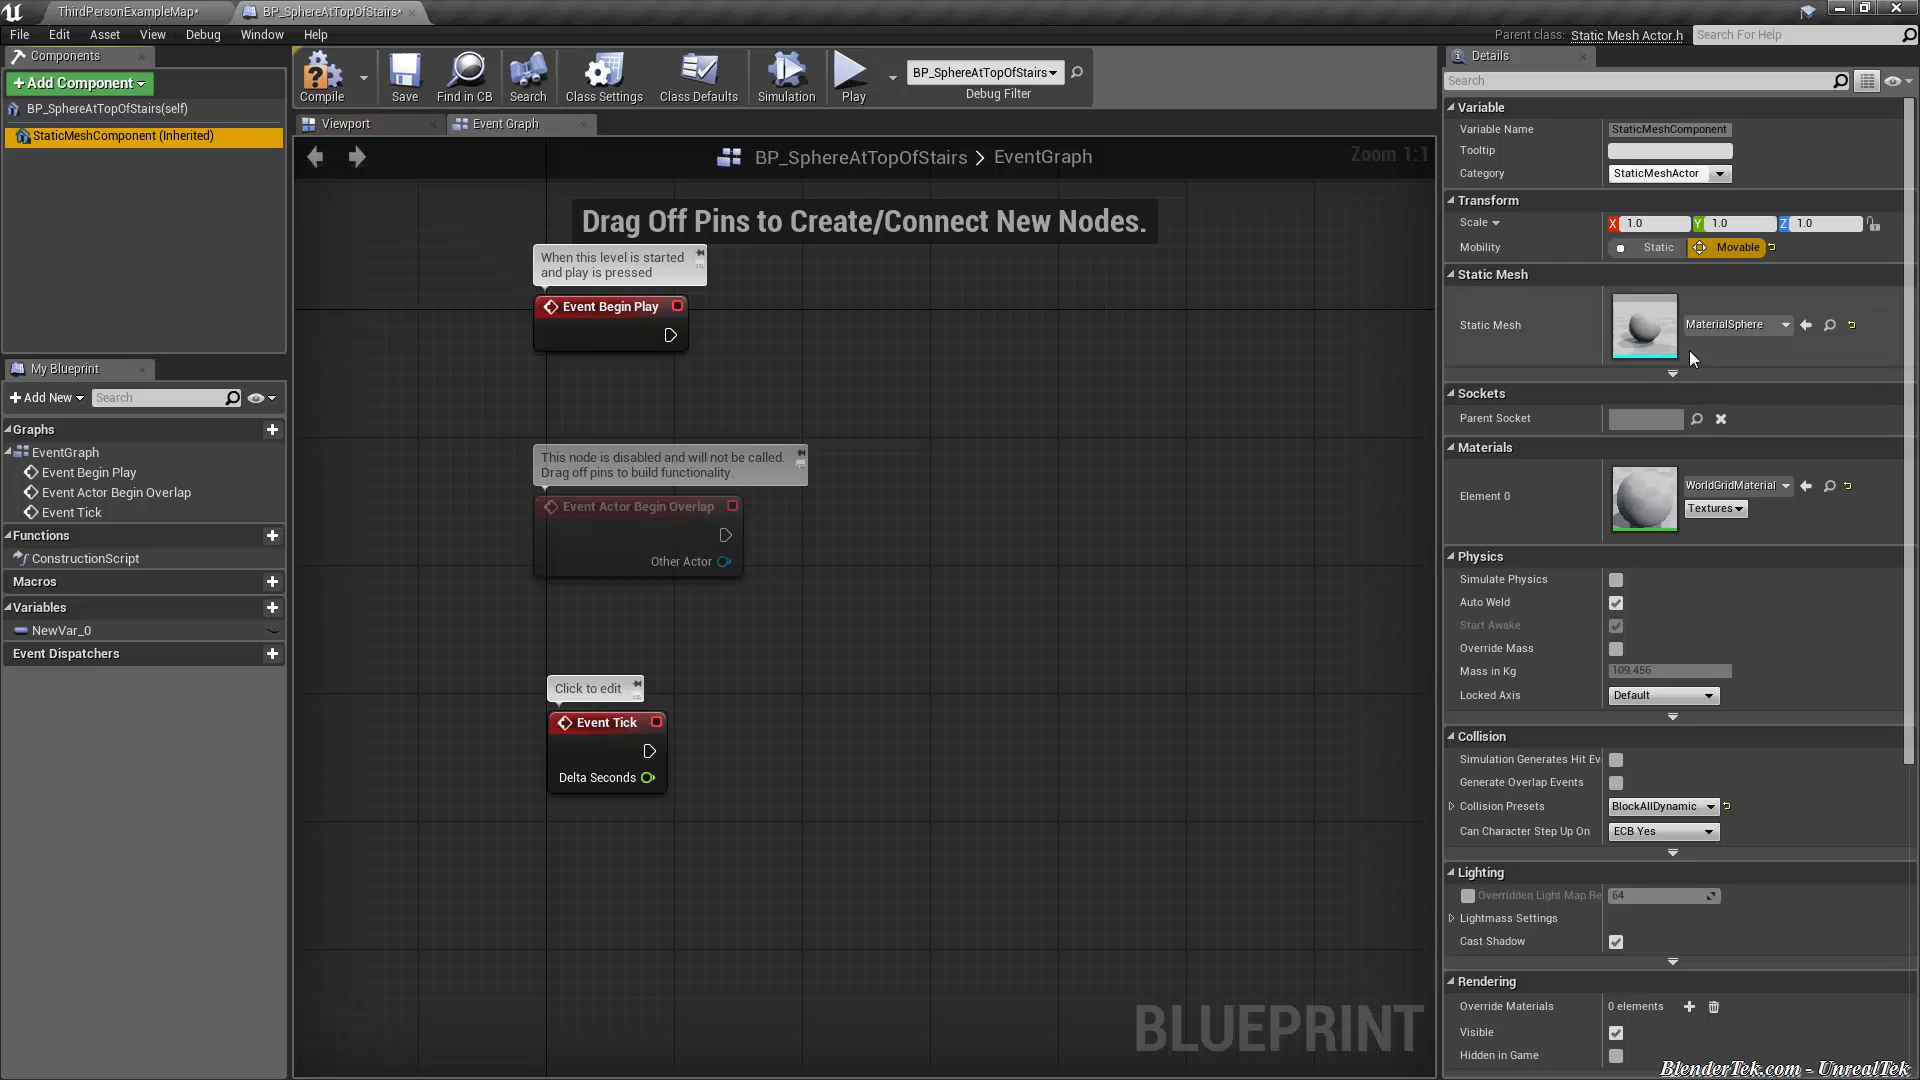 ThirdPersonExampleMap*
BP_SphereAtTopOfStairs*
File Edit Asset View Debug Window Help
Parent class: Static Mesh Actor.h
Search For Help
Components
+Add Component
BP_SphereAtTopOfStairs(self)
StaticMeshComponent (Inherited)
Compile
Save
Find in CB
Search
Class Settings
Class Defaults
Simulation
Play
BP_SphereAtTopOfStairs
Debug Filter
Viewport
Event Graph
BP_SphereAtTopOfStairs > EventGraph
Zoom 1:1
Drag Off Pins to Create/Connect New Nodes.
When this level is started
and play is pressed
Event Begin Play
This node is disabled and will not be called.
Drag off pins to build functionality.
Event Actor Begin Overlap
Other Actor
Click to edit
Event Tick
Delta Seconds
BLUEPRINT
My Blueprint
+Add New
Search
Graphs
EventGraph
Event Begin Play
Event Actor Begin Overlap
Event Tick
Functions
ConstructionScript
Macros
Variables
NewVar_0
Event Dispatchers
Details
Search
Variable
Variable Name StaticMeshComponent
Tooltip
Category StaticMeshActor
Transform
Scale X 1.0 Y 1.0 Z 1.0
Mobility Static Movable
Static Mesh
Static Mesh MaterialSphere
Sockets
Parent Socket
Materials
Element 0 WorldGridMaterial
Textures
Physics
Simulate Physics
Auto Weld
Start Awake
Override Mass
Mass in Kg 109.456
Locked Axis Default
Collision
Simulation Generates Hit Ev
Generate Overlap Events
Collision Presets BlockAllDynamic
Can Character Step Up On ECB Yes
Lighting
Overridden Light Map Re 64
Lightmass Settings
Cast Shadow
Rendering
Override Materials 0 elements
Visible
Hidden in Game
BlenderTek.com - UnrealTek